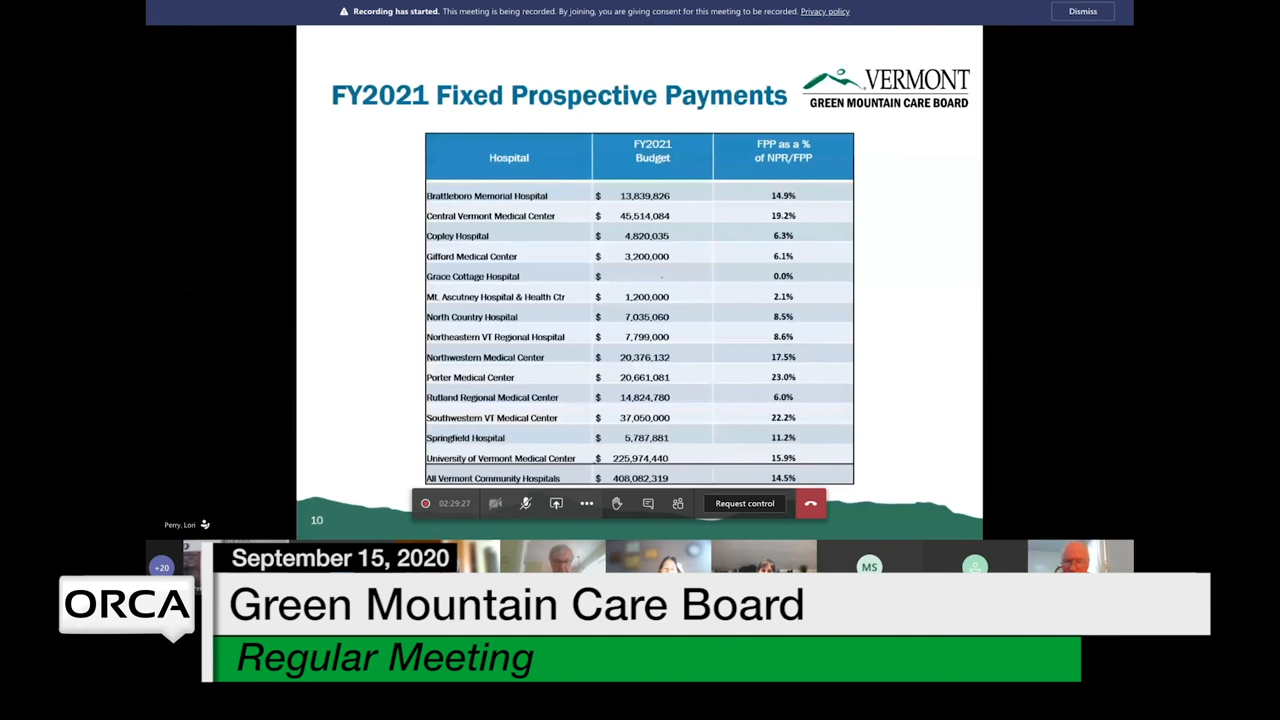 Recording has started. This meeting is being recorded. By joining, you are giving consent for this meeting to be recorded. Privacy policy
Dismiss
FY2021 Fixed Prospective Payments
VERMONT
GREEN MOUNTAIN CARE BOARD
Hospital FY2021 Budget FPP as a % of NPR/FPP
Brattleboro Memorial Hospital $ 13,839,826 14.9%
Central Vermont Medical Center $ 45,514,084 19.2%
Copley Hospital $ 4,820,035 6.3%
Gifford Medical Center $ 3,200,000 6.1%
Grace Cottage Hospital $ - 0.0%
Mt. Ascutney Hospital & Health Ctr $ 1,200,000 2.1%
North Country Hospital $ 7,035,060 8.5%
Northeastern VT Regional Hospital $ 7,799,000 8.6%
Northwestern Medical Center $ 20,376,132 17.5%
Porter Medical Center $ 20,661,081 23.0%
Rutland Regional Medical Center $ 14,824,780 6.0%
Southwestern VT Medical Center $ 37,050,000 22.2%
Springfield Hospital $ 5,787,881 11.2%
University of Vermont Medical Center $ 225,974,440 15.9%
All Vermont Community Hospitals $ 408,082,319 14.5%
02:29:27
Request control
10
Perry, Lori
+20
MS
September 15, 2020
ORCA
Green Mountain Care Board
Regular Meeting